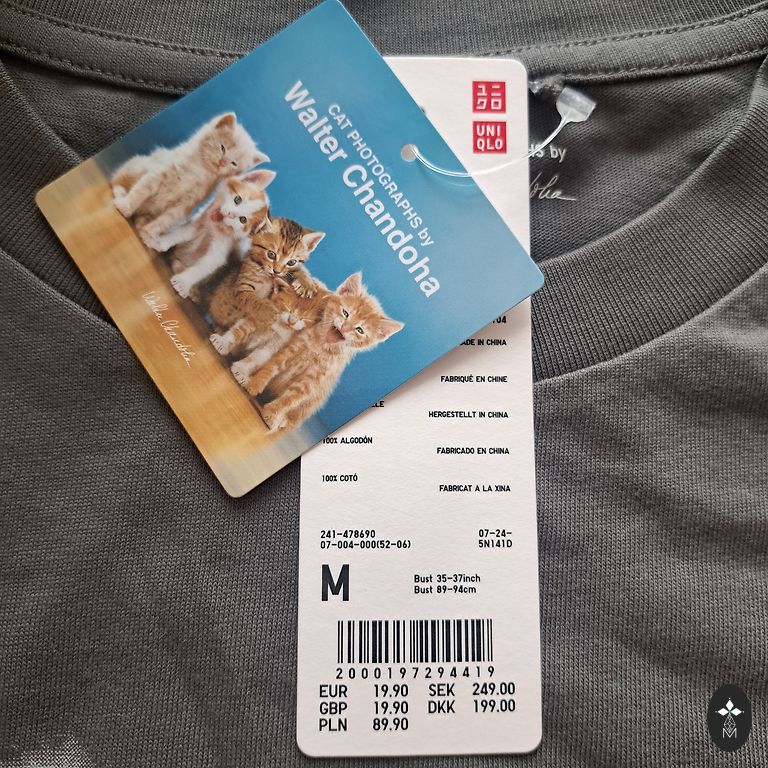 CAT PHOTOGRAPHS by
Walter Chandoha
Walter Chandoha
ユニ
クロ
UNI
QLO
by
MADE IN CHINA
FABRIQUÉ EN CHINE
HERGESTELLT IN CHINA
100% ALGODÓN
FABRICADO EN CHINA
100% COTÓ
FABRICAT A LA XINA
241-478690
07-004-000(52-06)
07-24-
5N141D
M
Bust 35-37inch
Bust 89-94cm
2000197294419
EUR 19.90 SEK 249.00
GBP 19.90 DKK 199.00
PLN 89.90
M